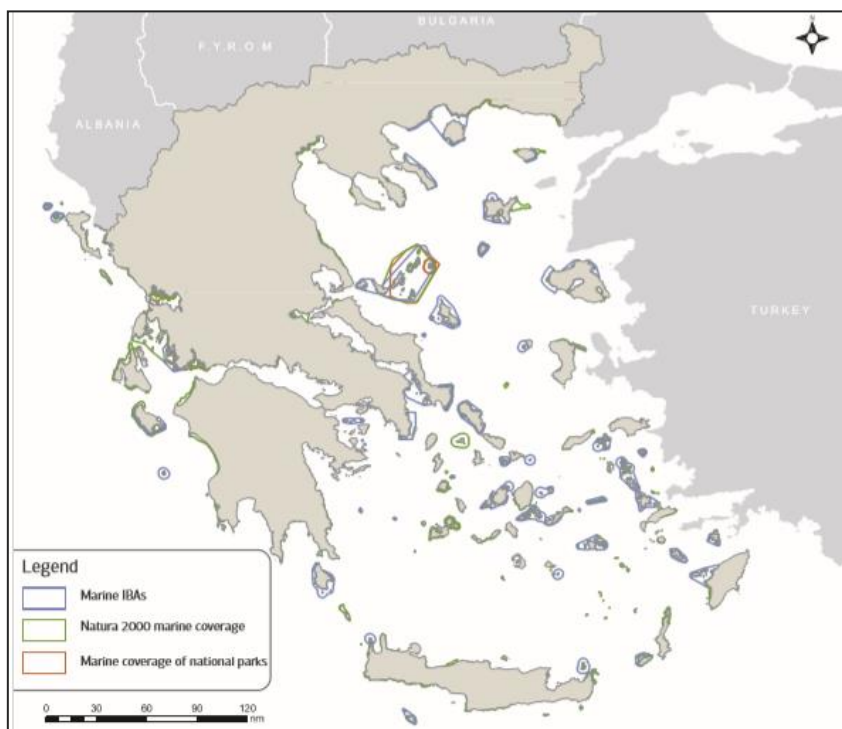 N
BULGARIA
F.Y.R.O.M
ALBANIA
TURKEY
Legend
Marine IBAs
Natura 2000 marine coverage
Marine coverage of national parks
0 30 60 90 120
nm